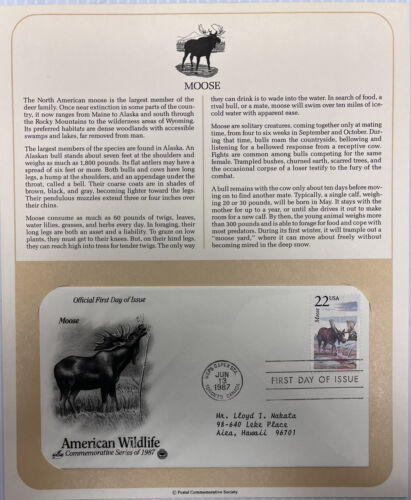 MOOSE
The North American moose is the largest member of the
deer family. Once near extinction in some parts of the coun-
try, it now ranges from Maine to Alaska and south through
the Rocky Mountains to the wilderness areas of Wyoming.
Its preferred habitats are dense woodlands with accessible
swamps and lakes, far removed from man.
The largest members of the species are found in Alaska. An
Alaskan bull stands about seven feet at the shoulders and
weighs as much as 1,800 pounds. Its flat antlers may have a
spread of six feet or more. Both bulls and cows have long
legs, a hump at the shoulders, and an appendage under the
throat, called a bell. Their coarse coats are in shades of
brown, black, and gray, becoming lighter toward the legs.
Their pendulous muzzles extend three or four inches over
their chins.
Moose consume as much as 60 pounds of twigs, leaves,
water lilies, grasses, and herbs every day. In foraging, their
long legs are both an asset and a liability. To graze on low
plants, they must get to their knees. But, on their hind legs,
they can reach high into trees for tender twigs. The only way
they can drink is to wade into the water. In search of food, a
rival bull, or a mate, moose will swim over ten miles of ice-
cold water with apparent ease.
Moose are solitary creatures, coming together only at mating
time, from four to six weeks in September and October. Dur-
ing that time, bulls roam the countryside, bellowing and
listening for a bellowed response from a receptive cow.
Fights are common among bulls competing for the same
female. Trampled bushes, churned earth, scarred trees, and
the occasional corpse of a loser testify to the fury of the
combat.
A bull remains with the cow only about ten days before mov-
ing on to find another mate. Typically, a single calf, weigh-
ing 20 or 30 pounds, will be born in May. It stays with the
mother for up to a year, or until she drives it out to make
room for a new calf. By then, the young animal weighs more
than 300 pounds and is able to forage for food and cope with
most predators. During its first winter, it will trample out a
"moose yard," where it can move about freely without
becoming mired in the deep snow.
Official First Day of Issue
Moose
American Wildlife
Commemorative Series of 1987
22 USA
Moose
JUN
13
1987
TORONTO CANADA
FIRST DAY OF ISSUE
Mr. Lloyd I. Nakata
98-640 Leke Place
Aiea, Hawaii 96701
© Postal Commemorative Society